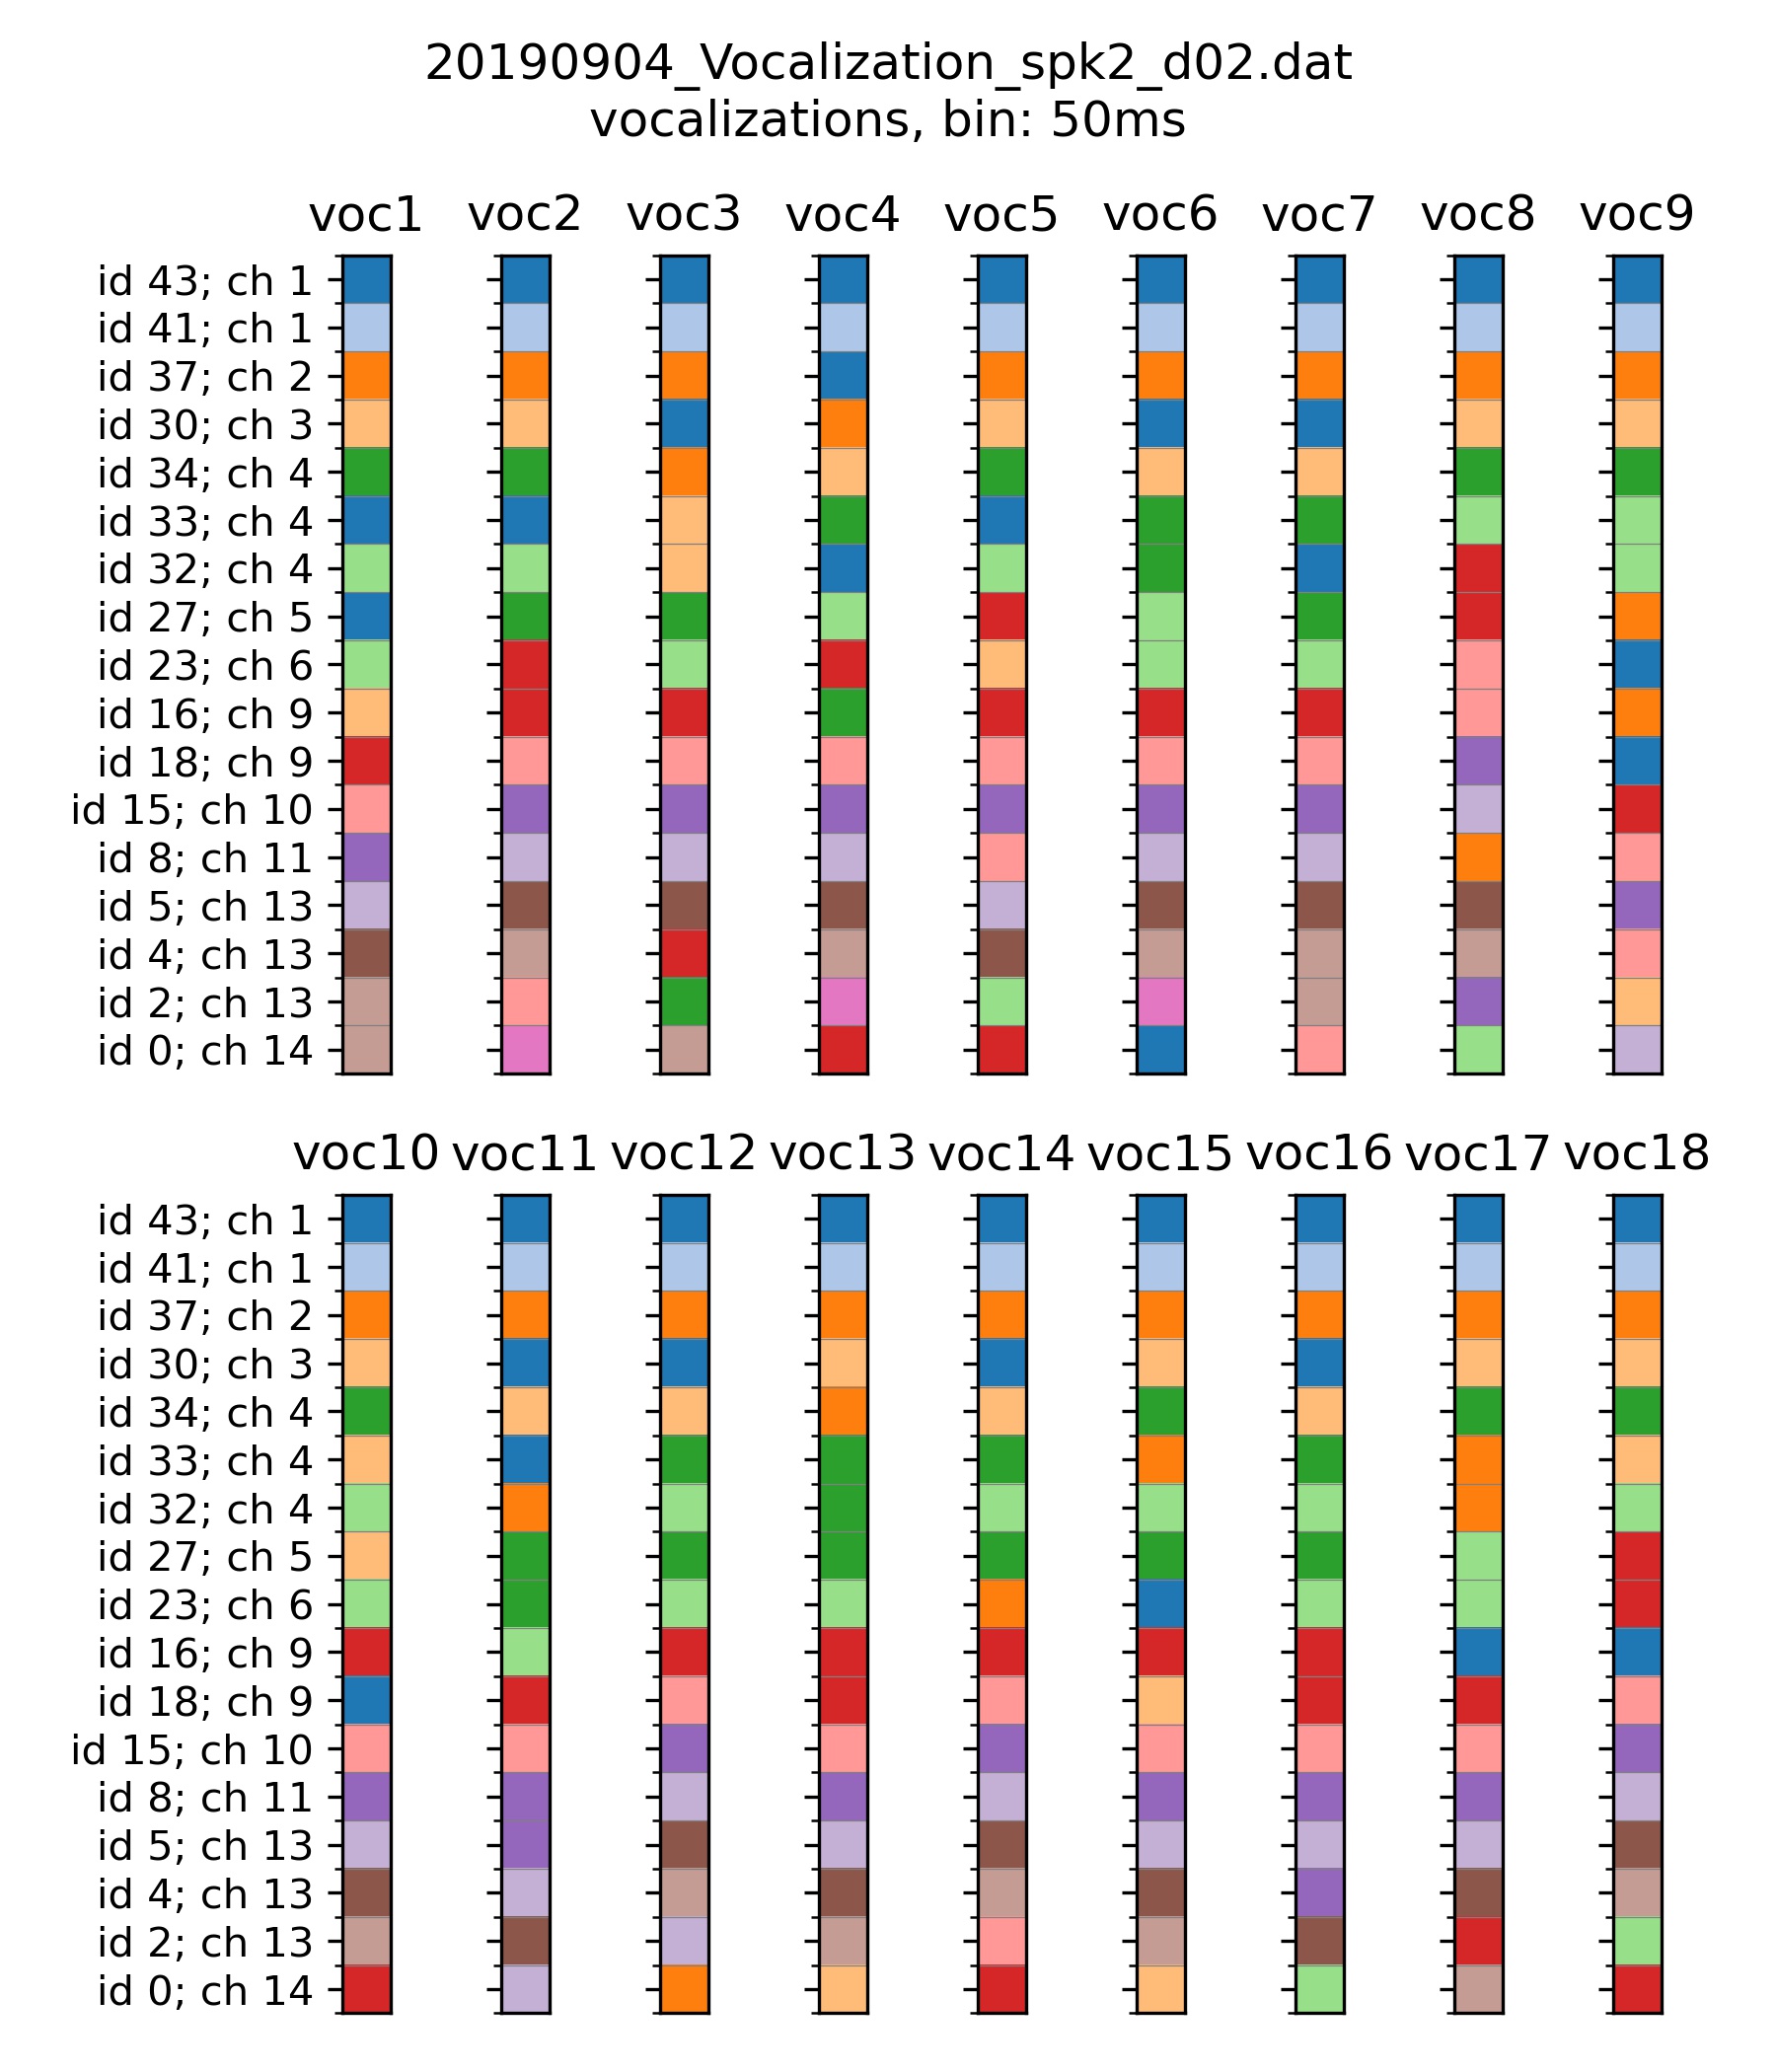 20190904_Vocalization_spk2_d02.dat
vocalizations, bin: 50ms
voc1 voc2 voc3 voc4 voc5 voc6 voc7 voc8 voc9
id 43; ch 1
id 41; ch 1
id 37; ch 2
id 30; ch 3
id 34; ch 4
id 33; ch 4
id 32; ch 4
id 27; ch 5
id 23; ch 6
id 16; ch 9
id 18; ch 9
id 15; ch 10
id 8; ch 11
id 5; ch 13
id 4; ch 13
id 2; ch 13
id 0; ch 14
voc10 voc11 voc12 voc13 voc14 voc15 voc16 voc17 voc18
id 43; ch 1
id 41; ch 1
id 37; ch 2
id 30; ch 3
id 34; ch 4
id 33; ch 4
id 32; ch 4
id 27; ch 5
id 23; ch 6
id 16; ch 9
id 18; ch 9
id 15; ch 10
id 8; ch 11
id 5; ch 13
id 4; ch 13
id 2; ch 13
id 0; ch 14